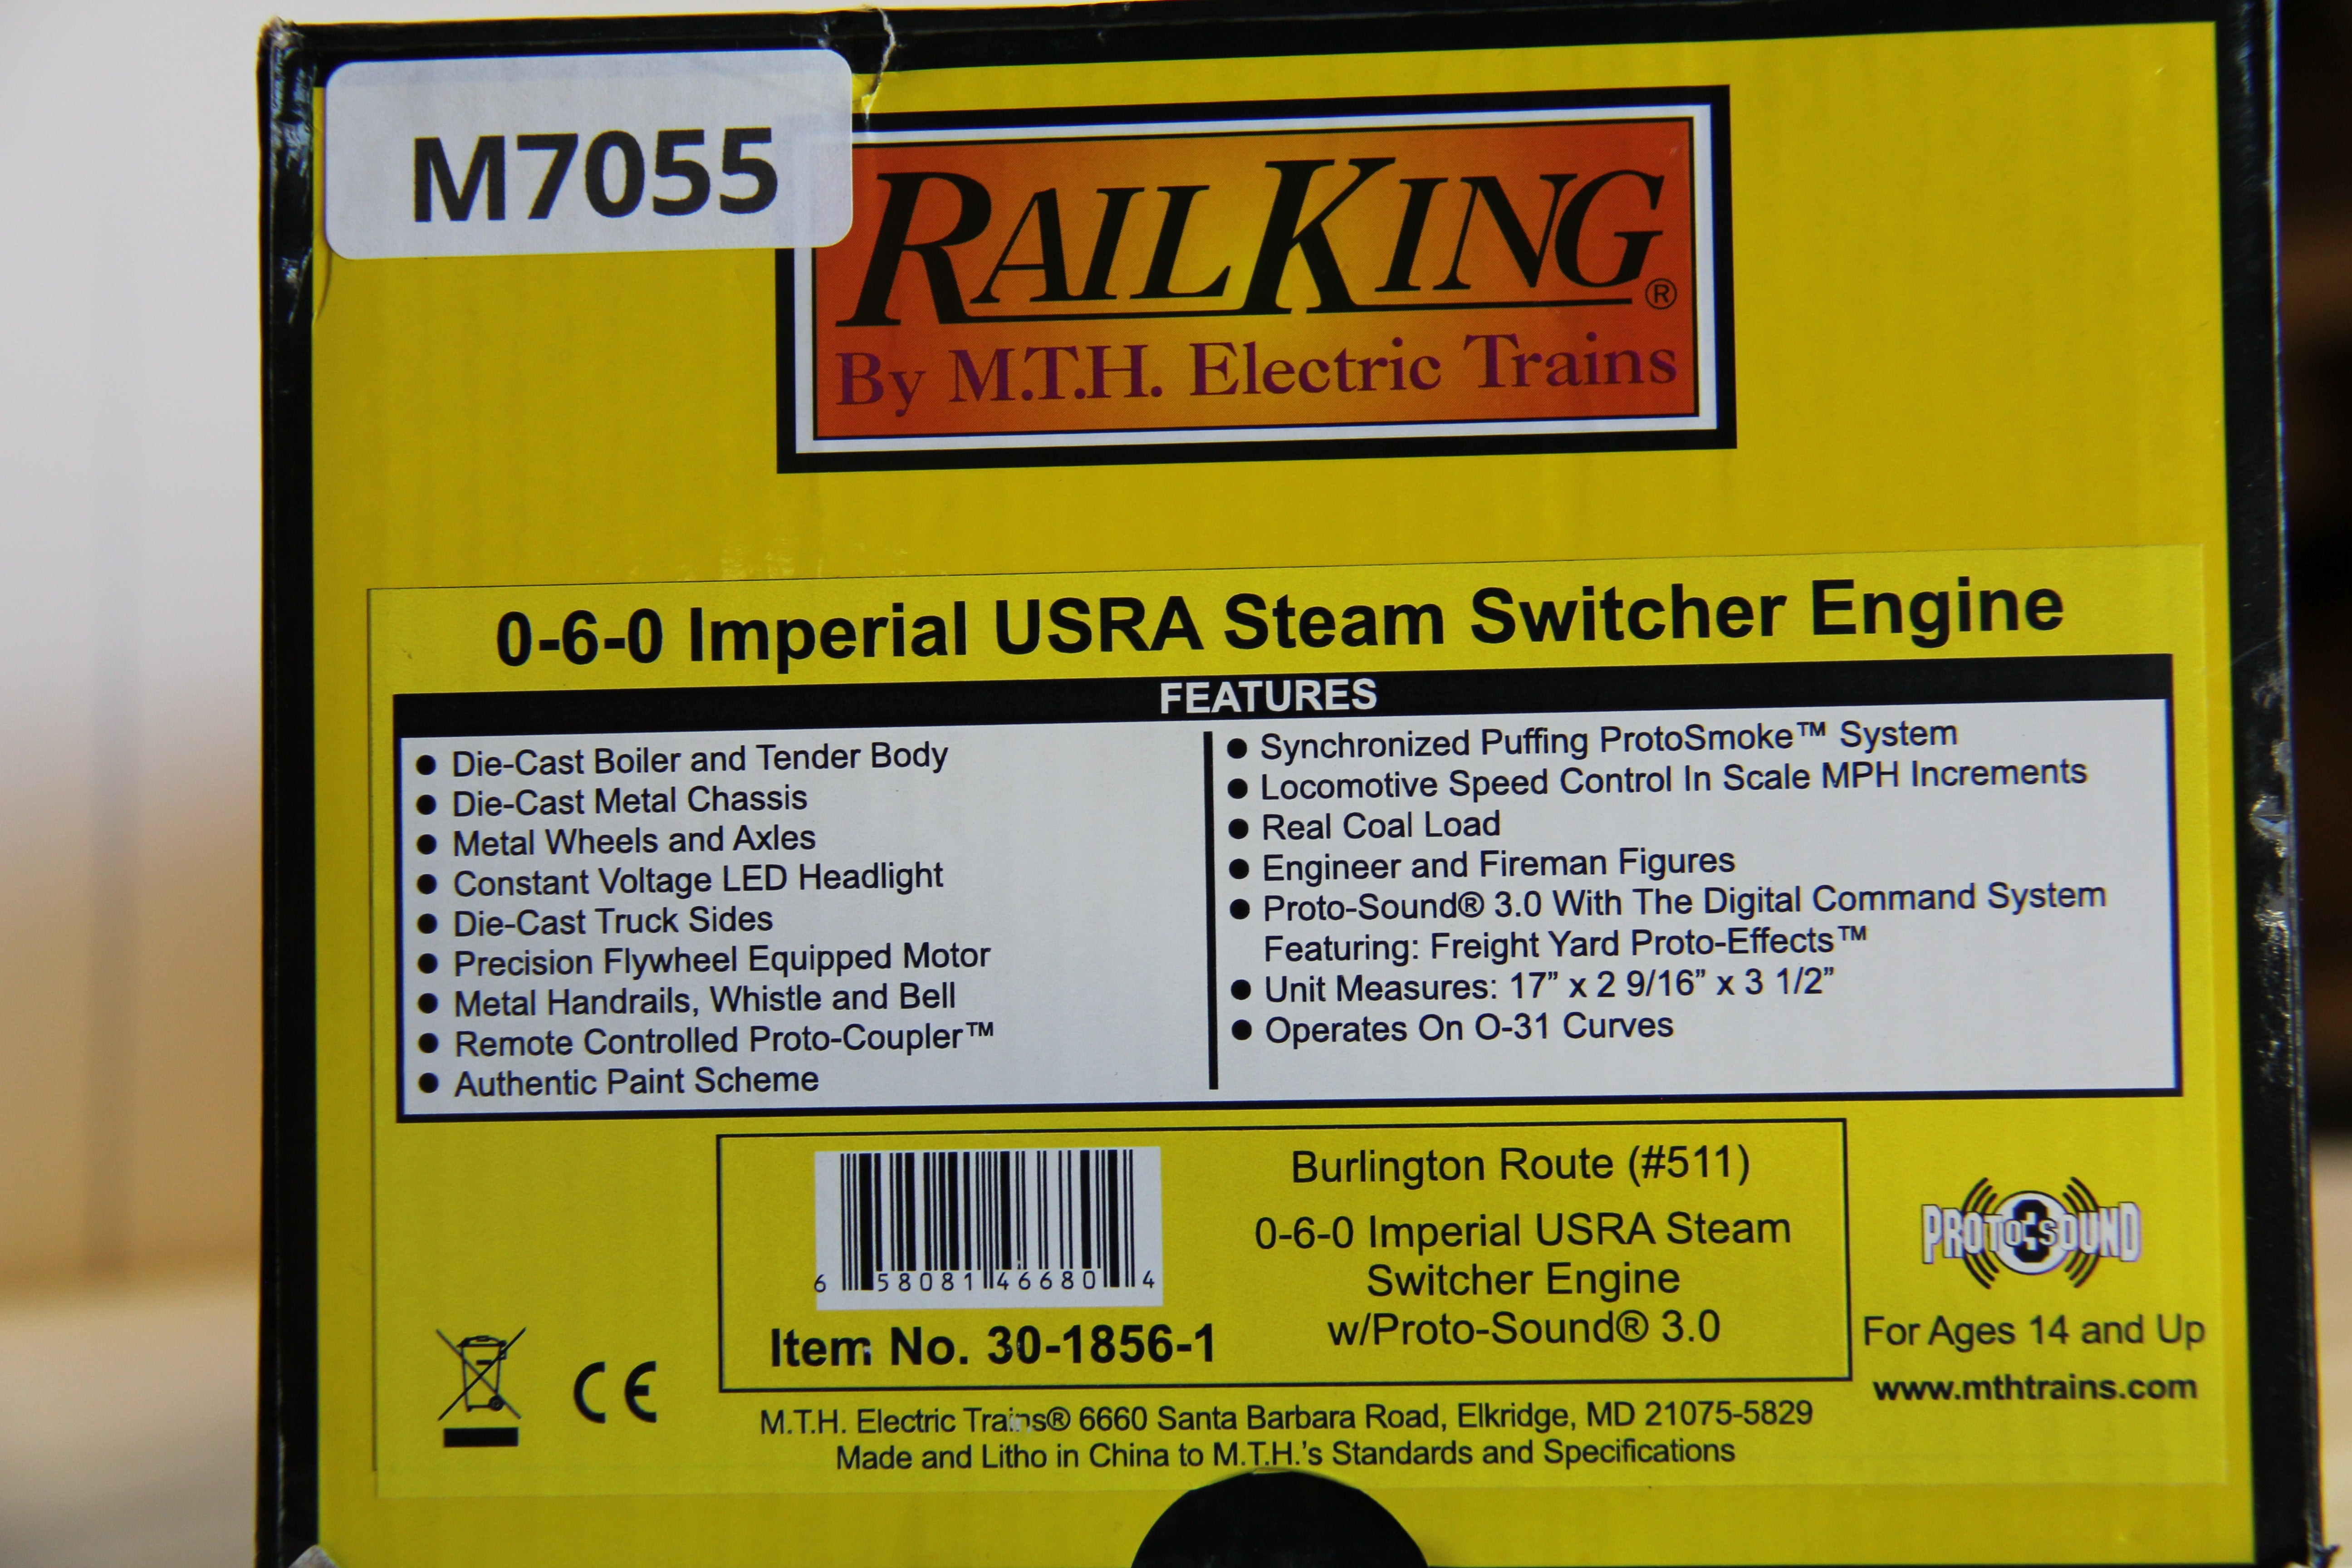 M7055
RAILKING®
By M.T.H. Electric Trains
0-6-0 Imperial USRA Steam Switcher Engine
FEATURES
● Die-Cast Boiler and Tender Body
● Die-Cast Metal Chassis
● Metal Wheels and Axles
● Constant Voltage LED Headlight
● Die-Cast Truck Sides
● Precision Flywheel Equipped Motor
● Metal Handrails, Whistle and Bell
● Remote Controlled Proto-Coupler™
● Authentic Paint Scheme
● Synchronized Puffing ProtoSmoke™ System
● Locomotive Speed Control In Scale MPH Increments
● Real Coal Load
● Engineer and Fireman Figures
● Proto-Sound® 3.0 With The Digital Command System
Featuring: Freight Yard Proto-Effects™
● Unit Measures: 17” x 2 9/16” x 3 1/2”
● Operates On O-31 Curves
6 58081 46680 4
Item No. 30-1856-1
Burlington Route (#511)
0-6-0 Imperial USRA Steam
Switcher Engine
w/Proto-Sound® 3.0
PROTO-SOUND 3
For Ages 14 and Up
www.mthtrains.com
CE
M.T.H. Electric Trains® 6660 Santa Barbara Road, Elkridge, MD 21075-5829
Made and Litho in China to M.T.H.'s Standards and Specifications